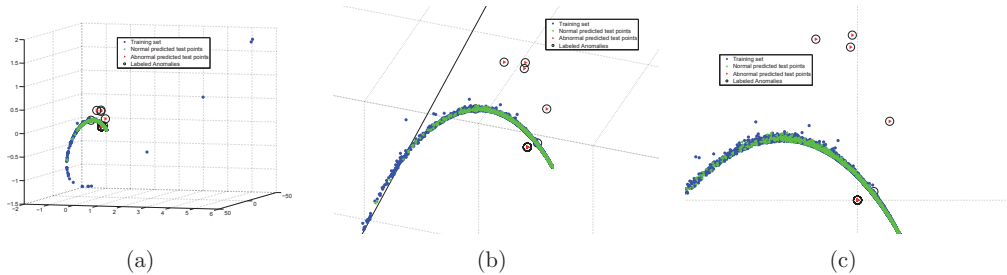 Training set
Normal predicted test points
Abnormal predicted test points
Labeled Anomalies
2
1.5
1
0.5
0
−0.5
−1
−1.5
−2
−1
0
1
2
3
4
5
6
50
0
−50
(a)
Training set
Normal predicted test points
Abnormal predicted test points
Labeled Anomalies
(b)
Training set
Normal predicted test points
Abnormal predicted test points
Labeled Anomalies
(c)